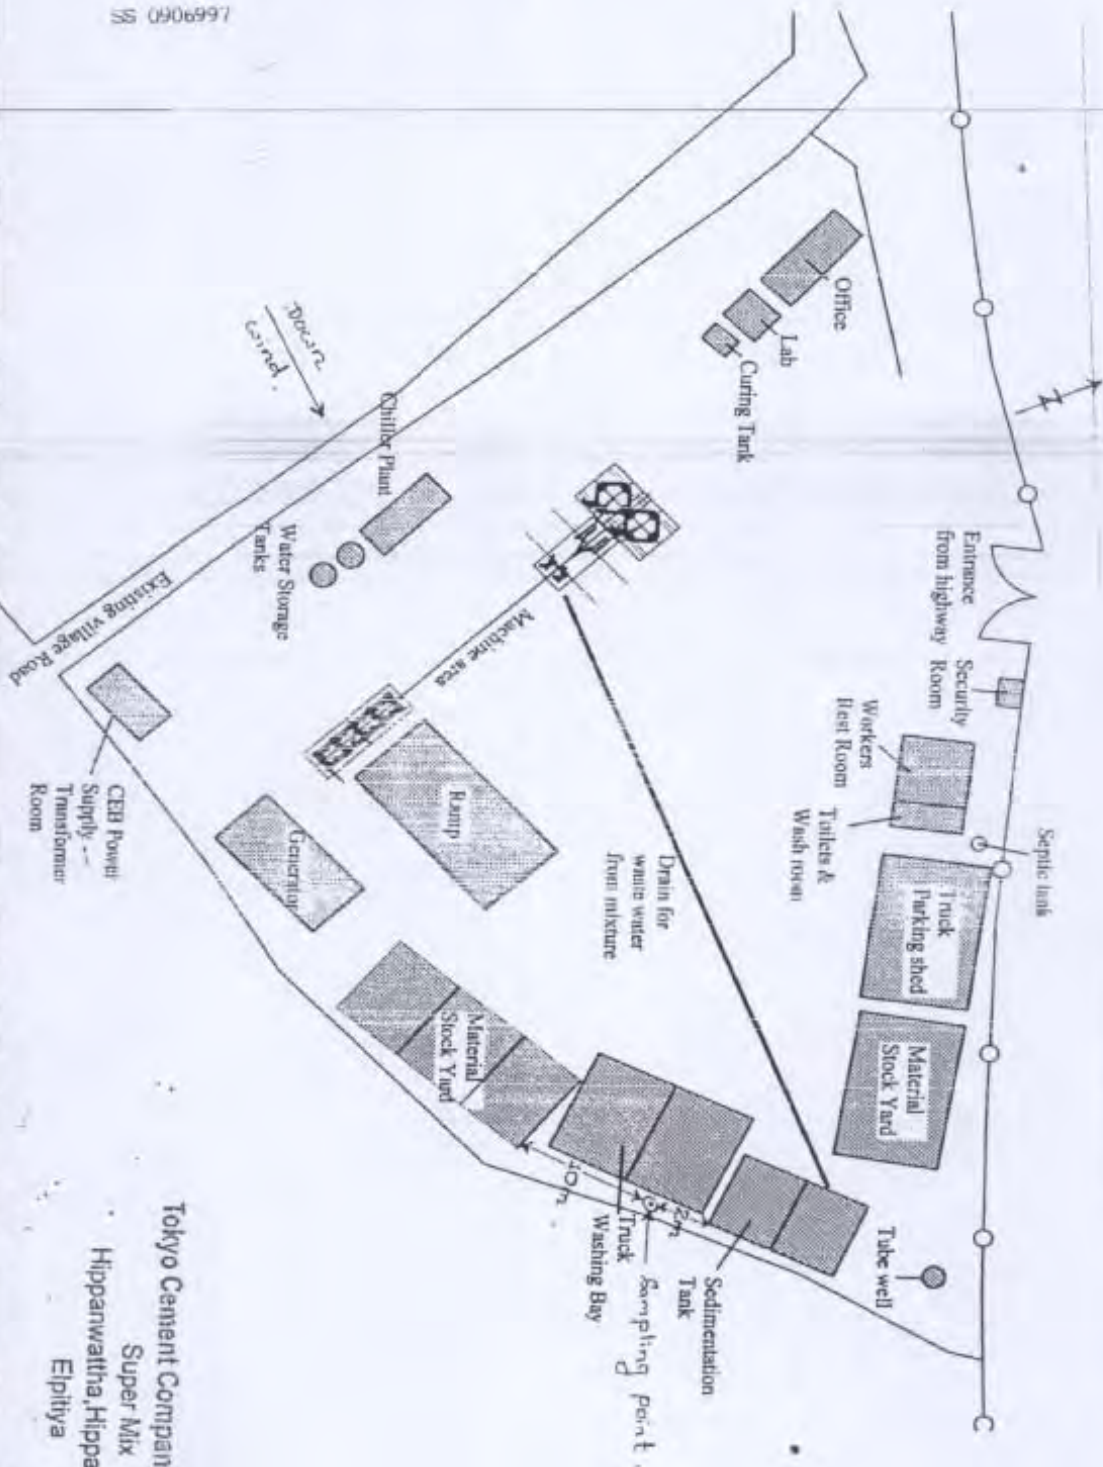 SS 0906997
N
Office
Lab
Curing Tank
Down
wind.
Chiller Plant
Water Storage
Tanks
Existing village Road
Machine area
Entrance
from highway
Security
Room
Workers
Rest Room
Toilets &
Wash room
Septic tank
Truck
Parking shed
Material
Stock Yard
Ramp
Generator
CEB Power
Supply --
Transformer
Room
Drain for
waste water
from mixture
Material
Stock Yard
10m
2m
Truck
Washing Bay
Sampling point.
Sedimentation
Tank
Tube well
Tokyo Cement Compan
Super Mix
Hippanwattha,Hippa
Elpitiya